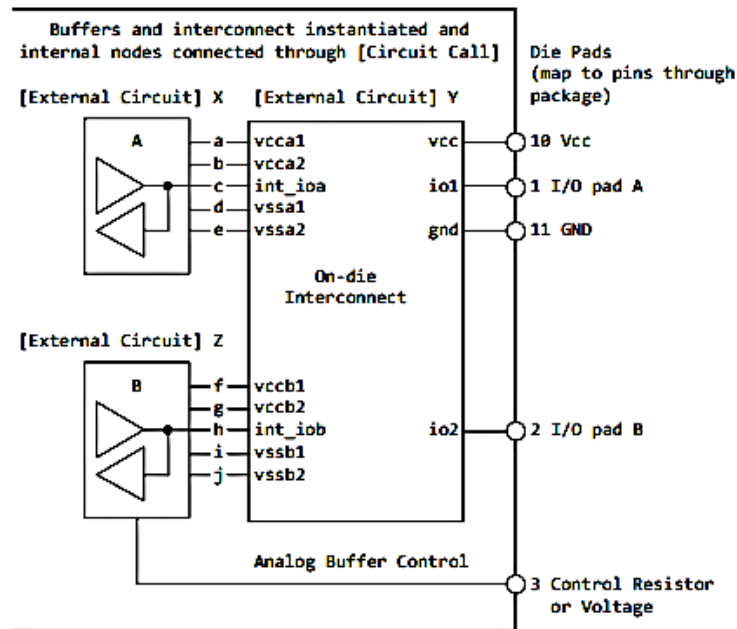 Buffers and interconnect instantiated and
internal nodes connected through [Circuit Call]
Die Pads
(map to pins through
package)
[External Circuit] X
[External Circuit] Y
A
a
vcca1
vcc
10 Vcc
b
vcca2
c
int_ioa
io1
1 I/O pad A
d
vssa1
e
vssa2
gnd
11 GND
On-die
Interconnect
[External Circuit] Z
B
f
vccb1
g
vccb2
h
int_iob
io2
2 I/O pad B
i
vssb1
j
vssb2
Analog Buffer Control
3 Control Resistor
or Voltage